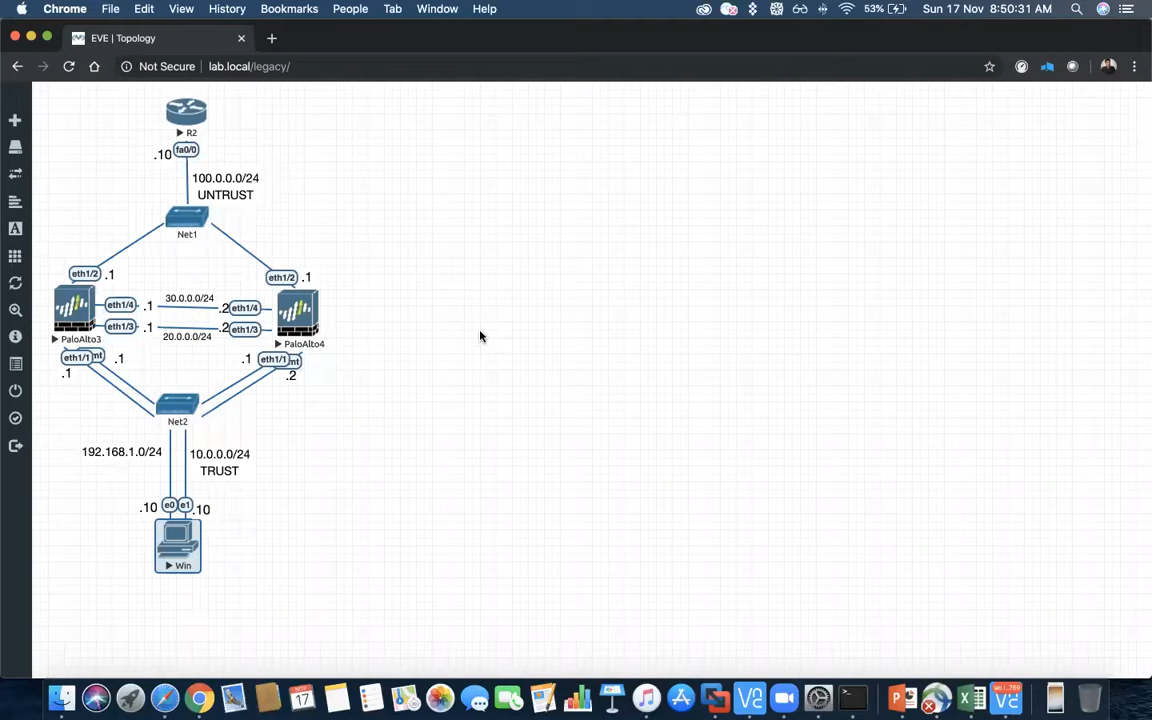 Chrome File Edit View History Bookmarks People Tab Window Help 53% Sun 17 Nov 8:50:31 AM
EVE | Topology
Not Secure lab.local/legacy/
R2
.10 fa0/0
100.0.0.0/24
UNTRUST
Net1
eth1/2 .1 eth1/2 .1
eth1/4 .1 30.0.0.0/24 .2 eth1/4
eth1/3 .1 20.0.0.0/24 .2 eth1/3
PaloAlto3 PaloAlto4
eth1/1 mt .1 .1 eth1/1 mt
.1 .2
Net2
192.168.1.0/24 10.0.0.0/24
TRUST
.10 e0 e1 .10
Win
17